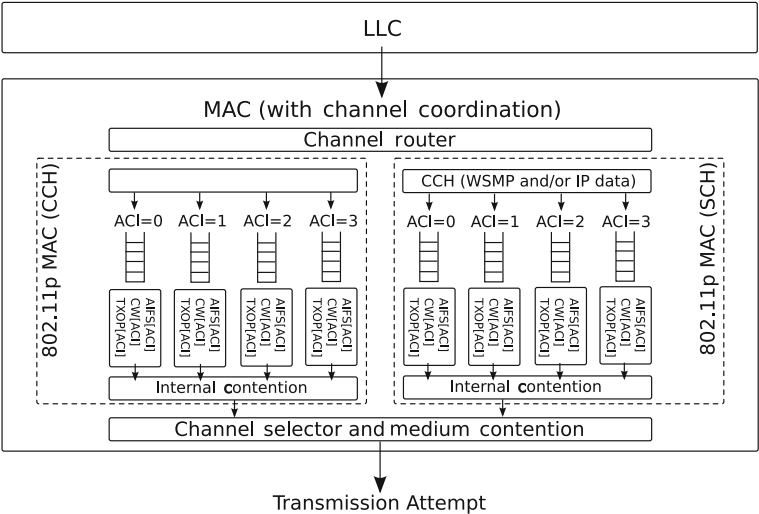 LLC
MAC (with channel coordination)
Channel router
802.11p MAC (CCH)
ACI=0 ACI=1 ACI=2 ACI=3
AIFS[ACI]
CW[ACI]
TXOP[ACI]
AIFS[ACI]
CW[ACI]
TXOP[ACI]
AIFS[ACI]
CW[ACI]
TXOP[ACI]
AIFS[ACI]
CW[ACI]
TXOP[ACI]
Internal contention
CCH (WSMP and/or IP data)
ACI=0 ACI=1 ACI=2 ACI=3
AIFS[ACI]
CW[ACI]
TXOP[ACI]
AIFS[ACI]
CW[ACI]
TXOP[ACI]
AIFS[ACI]
CW[ACI]
TXOP[ACI]
AIFS[ACI]
CW[ACI]
TXOP[ACI]
Internal contention
802.11p MAC (SCH)
Channel selector and medium contention
Transmission Attempt